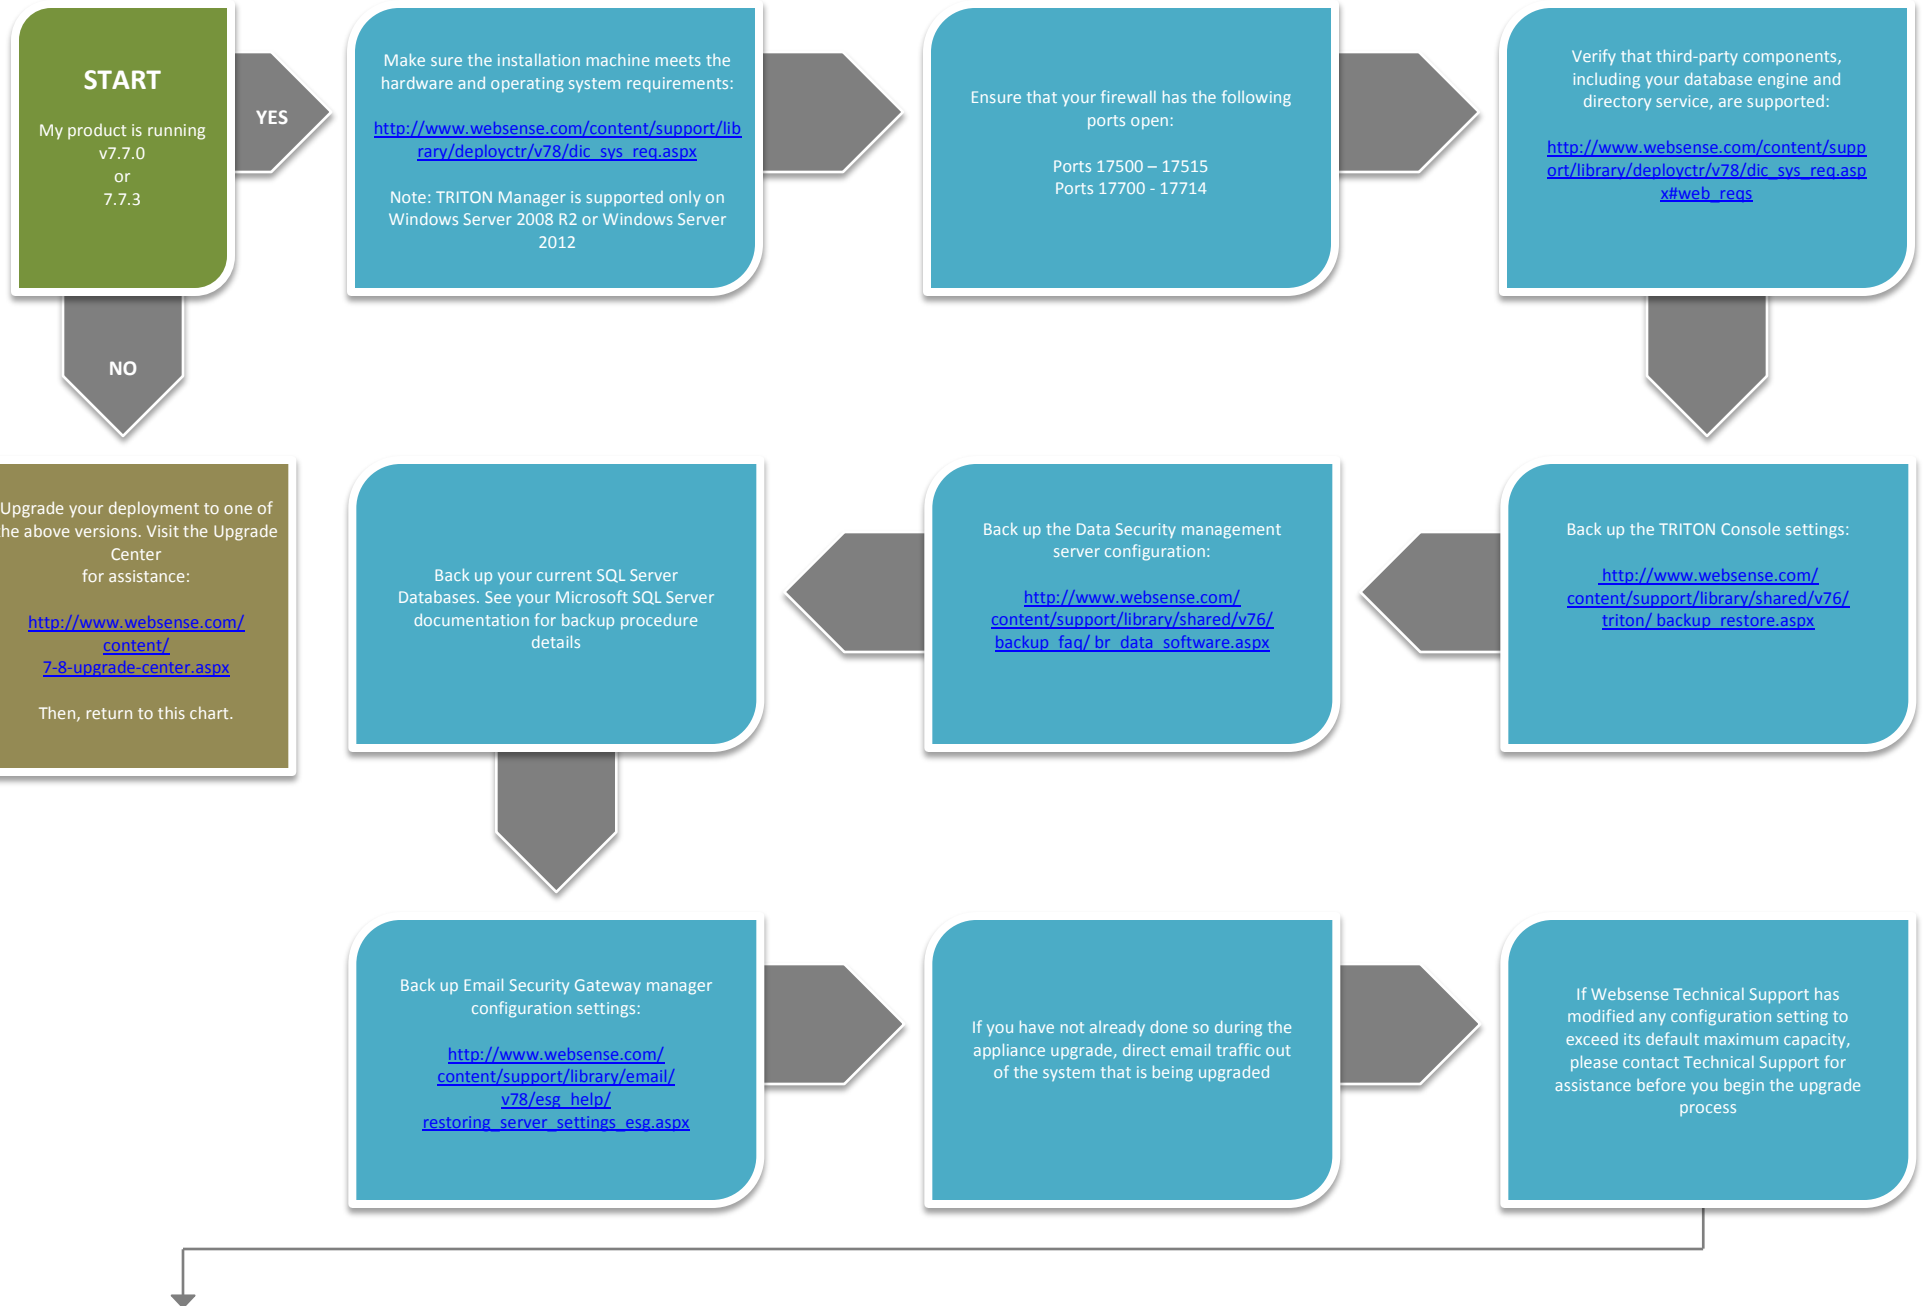 START
My product is running
v7.7.0
or
7.7.3
YES
Make sure the installation machine meets the
hardware and operating system requirements:
http://www.websense.com/content/support/lib
rary/deployctr/v78/dic_sys_req.aspx
Note: TRITON Manager is supported only on
Windows Server 2008 R2 or Windows Server
2012
Ensure that your firewall has the following
ports open:
Ports 17500 – 17515
Ports 17700 - 17714
Verify that third-party components,
including your database engine and
directory service, are supported:
http://www.websense.com/content/supp
ort/library/deployctr/v78/dic_sys_req.asp
x#web_reqs
NO
Upgrade your deployment to one of
the above versions. Visit the Upgrade
Center
for assistance:
http://www.websense.com/
content/
7-8-upgrade-center.aspx
Then, return to this chart.
Back up the TRITON Console settings:
http://www.websense.com/
content/support/library/shared/v76/
triton/ backup_restore.aspx
Back up the Data Security management
server configuration:
http://www.websense.com/
content/support/library/shared/v76/
backup_faq/ br_data_software.aspx
Back up your current SQL Server
Databases. See your Microsoft SQL Server
documentation for backup procedure
details
Back up Email Security Gateway manager
configuration settings:
http://www.websense.com/
content/support/library/email/
v78/esg_help/
restoring_server_settings_esg.aspx
If you have not already done so during the
appliance upgrade, direct email traffic out
of the system that is being upgraded
If Websense Technical Support has
modified any configuration setting to
exceed its default maximum capacity,
please contact Technical Support for
assistance before you begin the upgrade
process